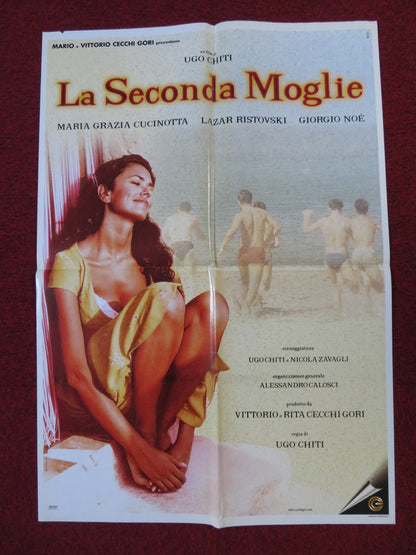 MARIO e VITTORIO CECCHI GORI presentano
un film di
UGO CHITI
La Seconda Moglie
MARIA GRAZIA CUCINOTTA LAZAR RISTOVSKI GIORGIO NOÈ
sceneggiatura
UGO CHITI e NICOLA ZAVAGLI
organizzatore generale
ALESSANDRO CALOSCI
prodotto da
VITTORIO e RITA CECCHI GORI
regia di
UGO CHITI